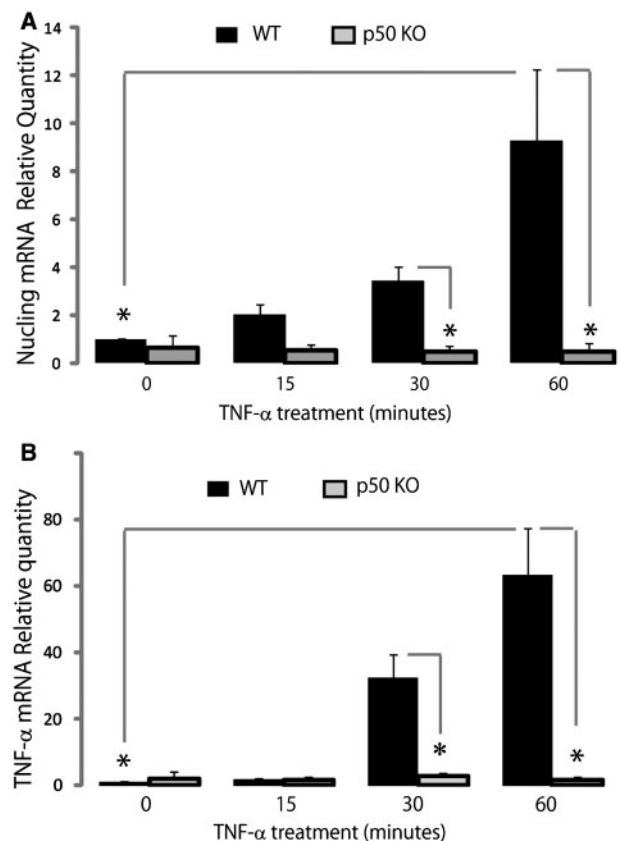 A
14
WT p50 KO
12
10
8
6
4
2
0
Nucling mRNA Relative Quantity
*
*
*
0 15 30 60
TNF-α treatment (minutes)
B
WT p50 KO
80
60
40
20
0
TNF-α mRNA Relative quantity
*
*
*
0 15 30 60
TNF-α treatment (minutes)